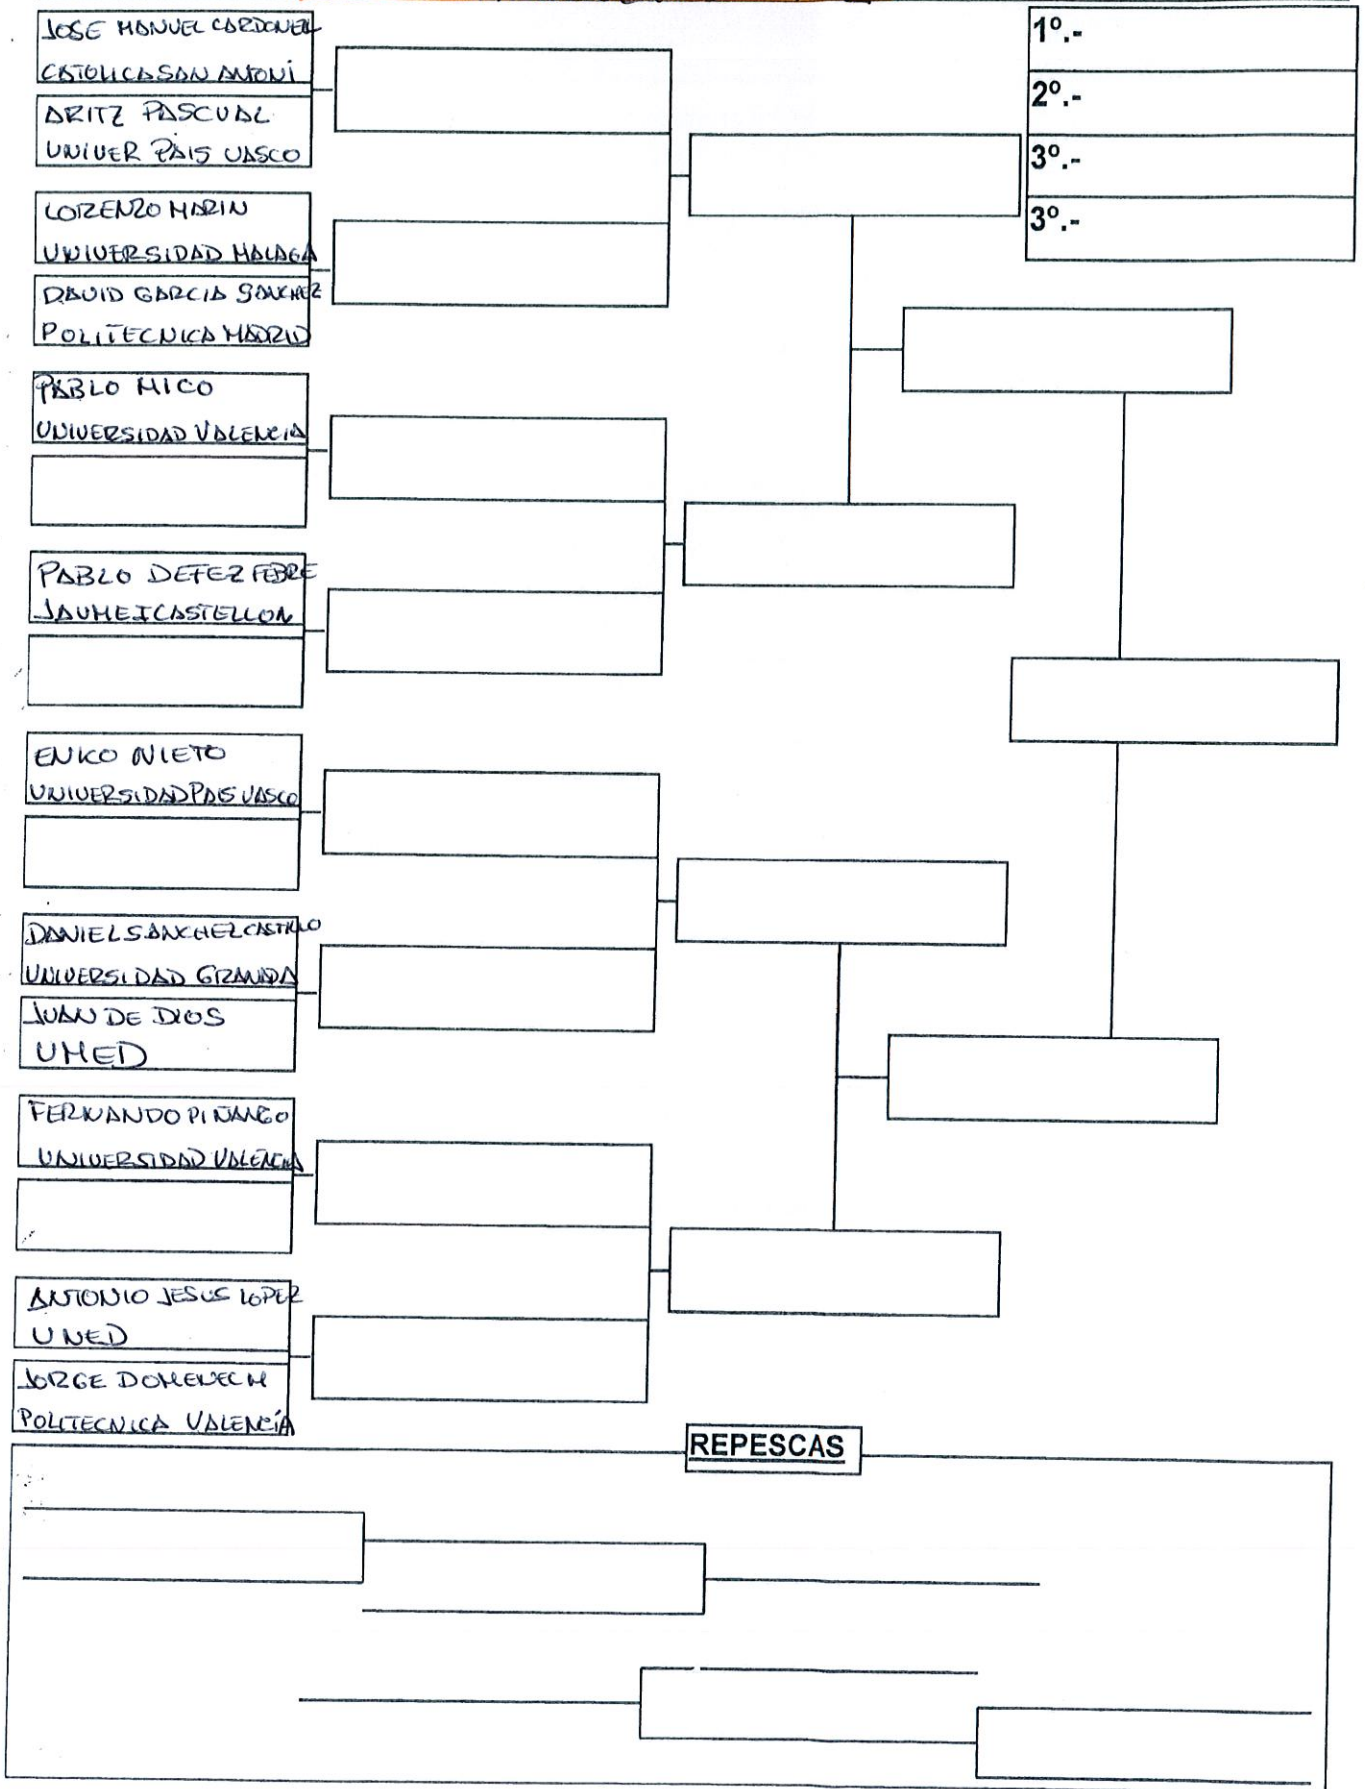 JOSE MANUEL CARDONELL
CATOLICA SAN ANTONI
ARITZ PASCUAL
UNIVER PAIS VASCO
LORENZO MARIN
UNIVERSIDAD MALAGA
DAVID GARCIA SANCHEZ
POLITECNICA MADRID
PABLO MICO
UNIVERSIDAD VALENCIA
PABLO DEFEZ FEBRE
JAUME I CASTELLON
ENKO NIETO
UNIVERSIDAD PAIS VASCO
DANIEL SANCHEZ CASTILLO
UNIVERSIDAD GRANADA
JUAN DE DIOS
UMED
FERNANDO PIÑANGO
UNIVERSIDAD VALENCIA
ANTONIO JESUS LOPEZ
UNED
JORGE DOMENECH
POLITECNICA VALENCIA
1º.-
2º.-
3º.-
3º.-
REPESCAS